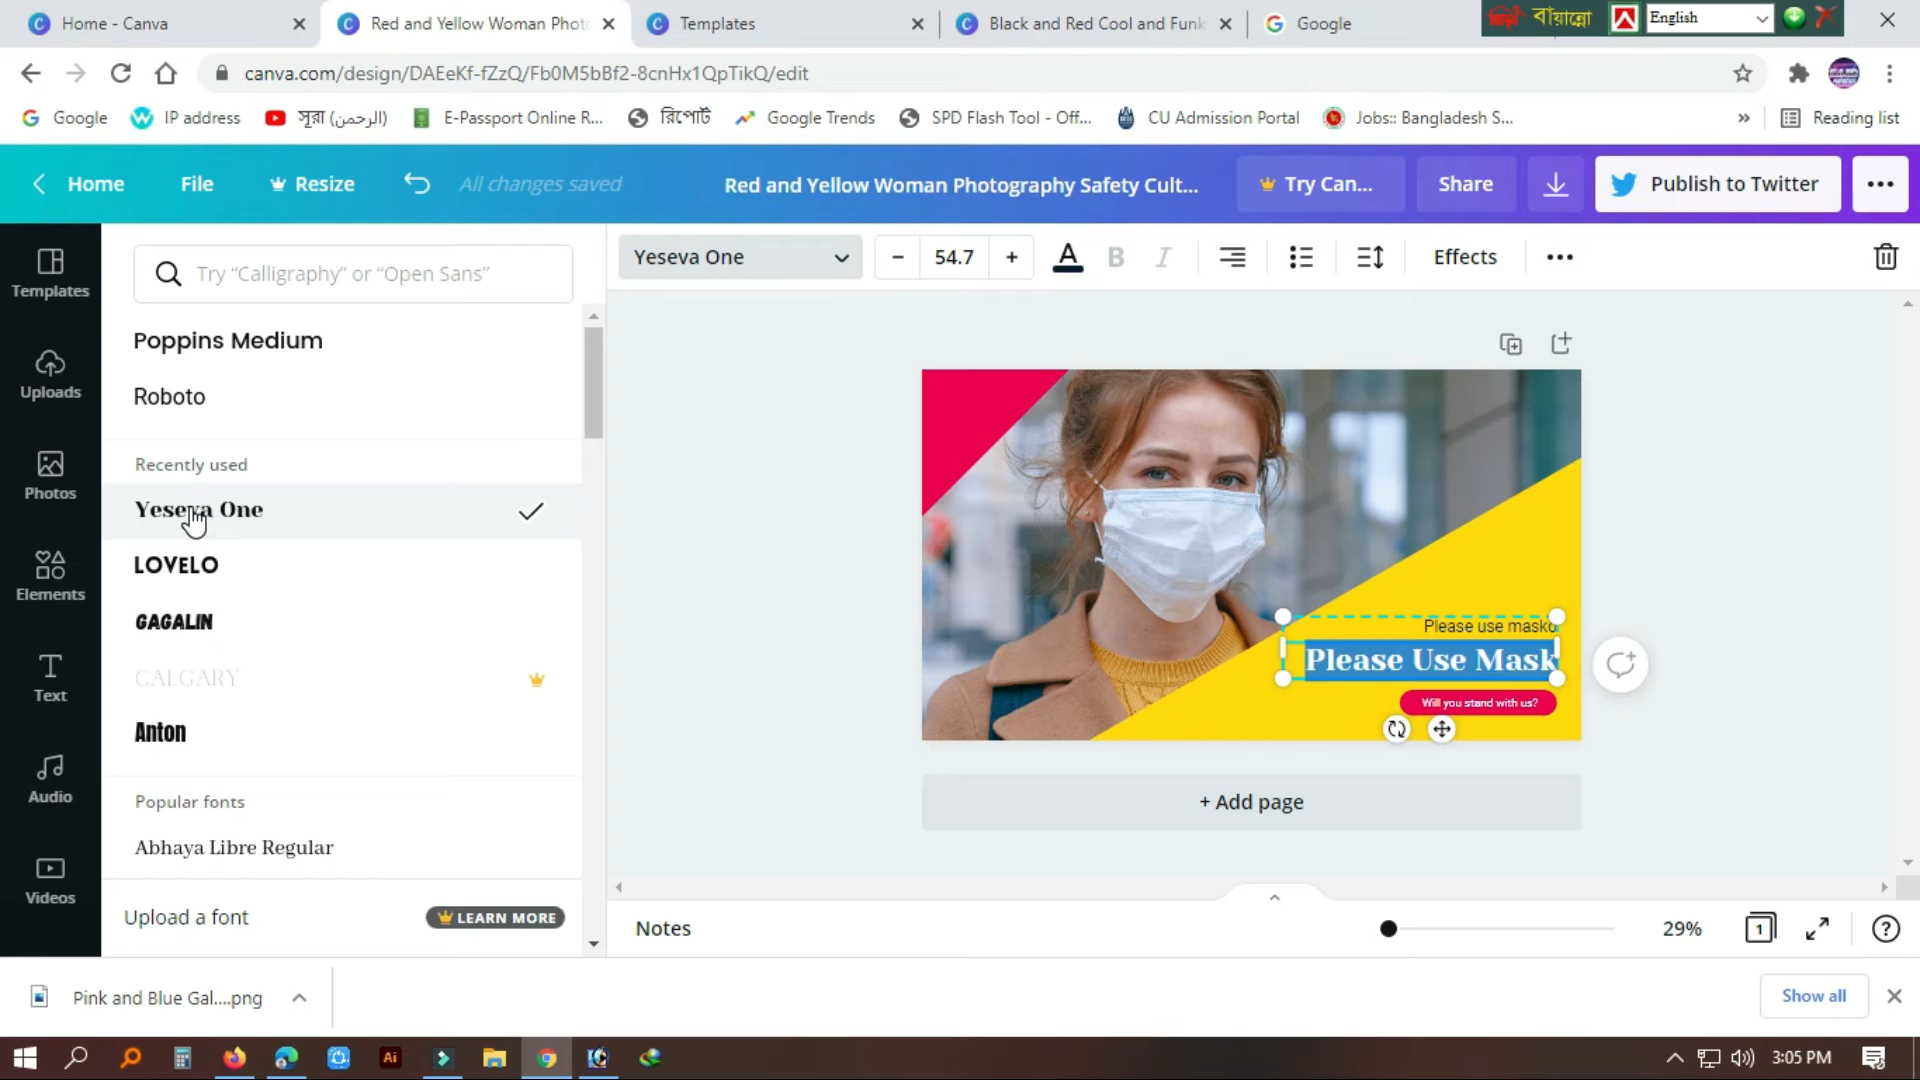 Home - Canva
Red and Yellow Woman Phot
Templates
Black and Red Cool and Funk
Google
বায়ান্নো
English
canva.com/design/DAEeKf-fZzQ/Fb0M5bBf2-8cnHx1QpTikQ/edit
Google
IP address
সূরা (الرحمن)
E-Passport Online R...
রিপোর্ট
Google Trends
SPD Flash Tool - Off...
CU Admission Portal
Jobs:: Bangladesh S...
»
Reading list
Home
File
Resize
All changes saved
Red and Yellow Woman Photography Safety Cult...
Try Can...
Share
Publish to Twitter
Templates
Uploads
Photos
Elements
Text
Audio
Videos
Try “Calligraphy” or “Open Sans”
Poppins Medium
Roboto
Recently used
Yeseva One
LOVELO
GAGALIN
CALGARY
Anton
Popular fonts
Abhaya Libre Regular
Upload a font
LEARN MORE
Yeseva One
− 54.7 +
A B I
Effects
Please use masko
Please Use Mask
Will you stand with us?
+ Add page
Notes
29%
1
?
Pink and Blue Gal....png
Show all
Ai
3:05 PM